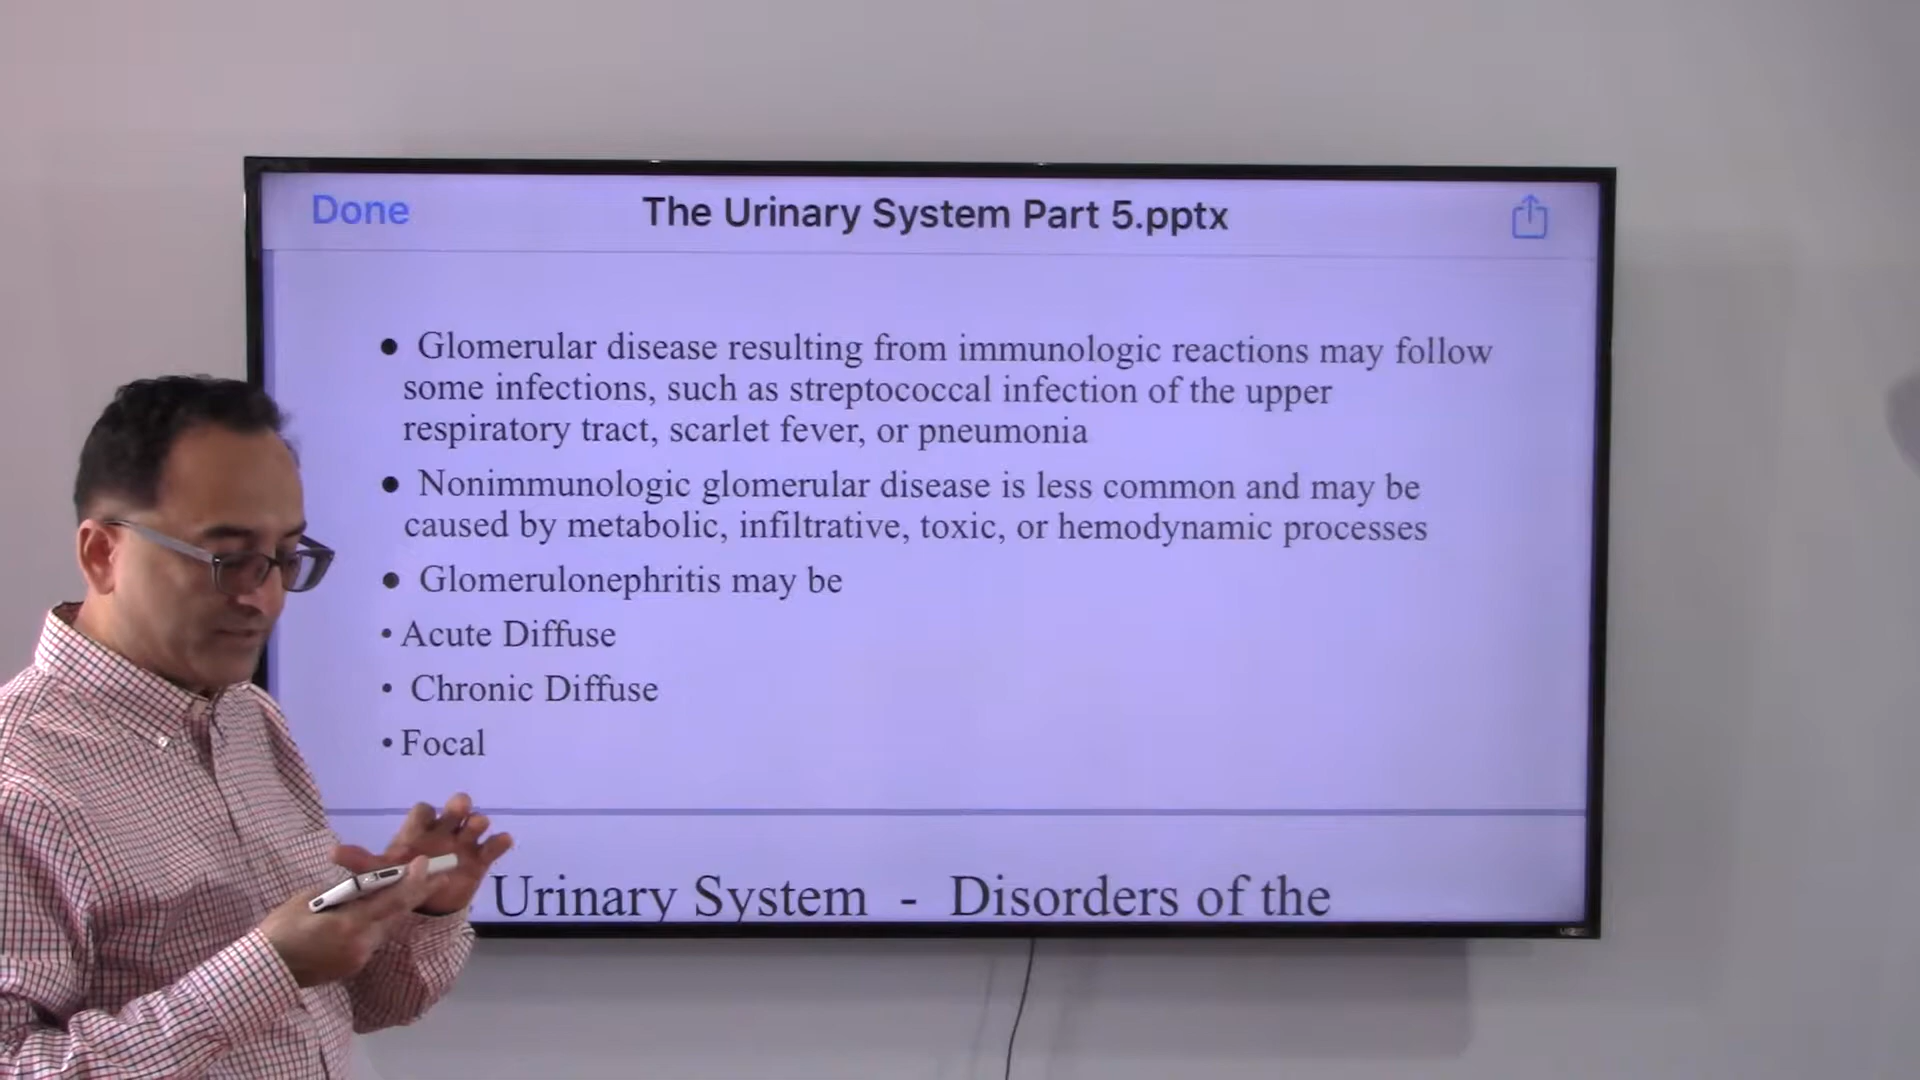 Done
The Urinary System Part 5.pptx
● Glomerular disease resulting from immunologic reactions may follow
some infections, such as streptococcal infection of the upper
respiratory tract, scarlet fever, or pneumonia
● Nonimmunologic glomerular disease is less common and may be
caused by metabolic, infiltrative, toxic, or hemodynamic processes
● Glomerulonephritis may be
• Acute Diffuse
• Chronic Diffuse
• Focal
Urinary System - Disorders of the